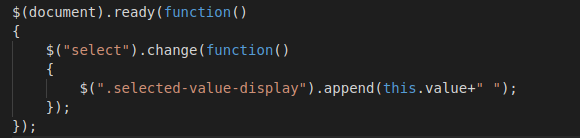 $(document).ready(function()
{
    $("select").change(function()
    {
        $(".selected-value-display").append(this.value+" ");
    });
});